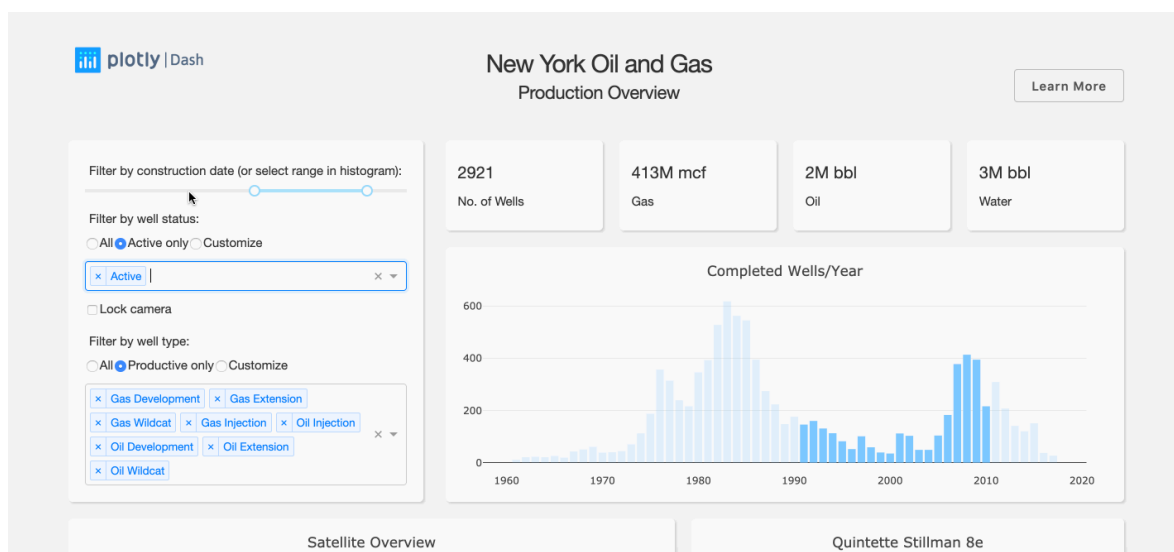 plotly | Dash
New York Oil and Gas
Production Overview
Learn More
Filter by construction date (or select range in histogram):
Filter by well status:
All Active only Customize
× Active
Lock camera
Filter by well type:
All Productive only Customize
× Gas Development × Gas Extension
× Gas Wildcat × Gas Injection × Oil Injection
× Oil Development × Oil Extension
× Oil Wildcat
2921
No. of Wells
413M mcf
Gas
2M bbl
Oil
3M bbl
Water
Completed Wells/Year
600
400
200
0
1960 1970 1980 1990 2000 2010 2020
Satellite Overview
Quintette Stillman 8e